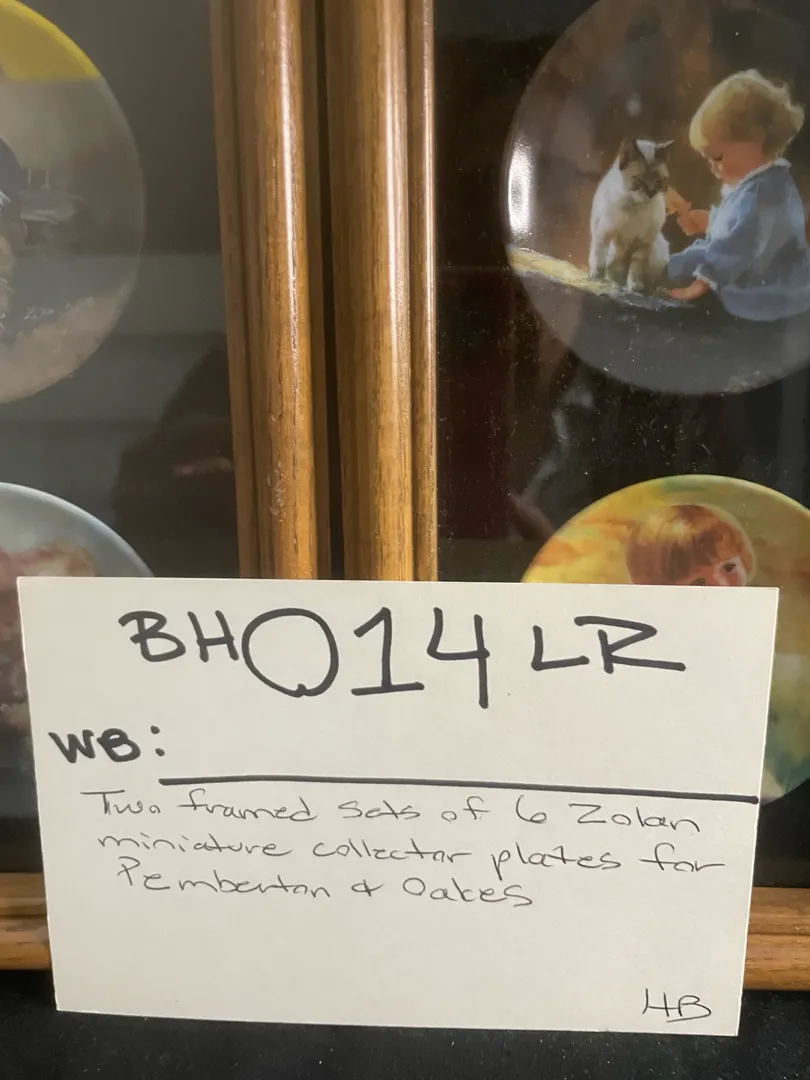 BH014 LR
WB:
Two framed sets of 6 Zolan
miniature collector plates for
Pemberton & Oakes
HB